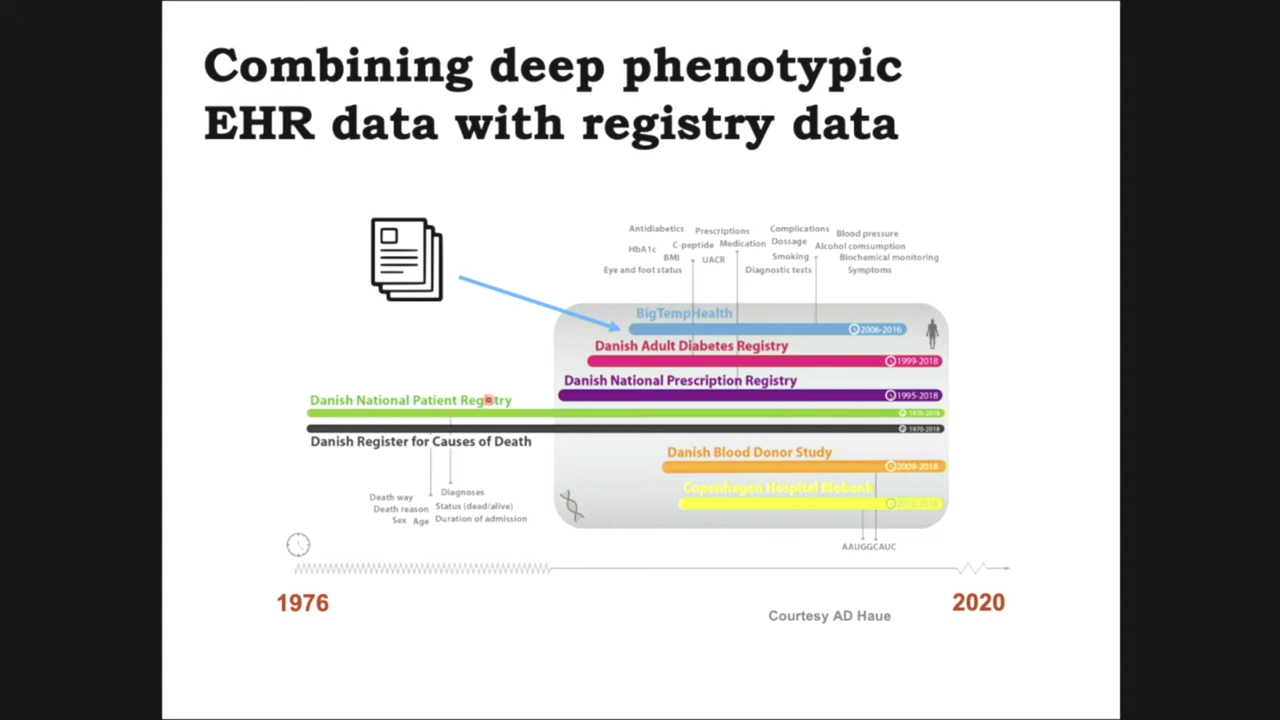 Combining deep phenotypic
EHR data with registry data
Antidiabetics
Prescriptions
Complications
Blood pressure
HbA1c
C-peptide
Medication
Dossage
Alcohol comsumption
BMI
UACR
Smoking
Biochemical monitoring
Eye and foot status
Diagnostic tests
Symptoms
BigTempHealth
2006-2016
Danish Adult Diabetes Registry
1999-2018
Danish National Prescription Registry
1995-2018
Danish National Patient Registry
1976-2018
1970-2018
Danish Register for Causes of Death
Danish Blood Donor Study
2009-2018
Copenhagen Hospital Biobank
Death way
Diagnoses
Death reason
Status (dead/alive)
Sex
Age
Duration of admission
AAUGGCAUC
1976
2020
Courtesy AD Haue